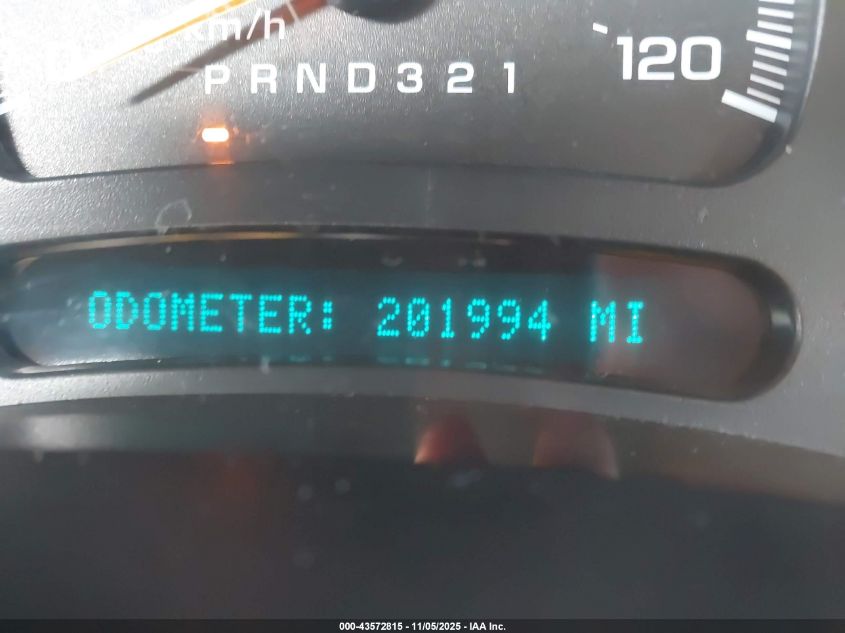 km/h
120
PRND321
ODOMETER: 201994 MI
000-43572815 - 11/05/2025 - IAA Inc.